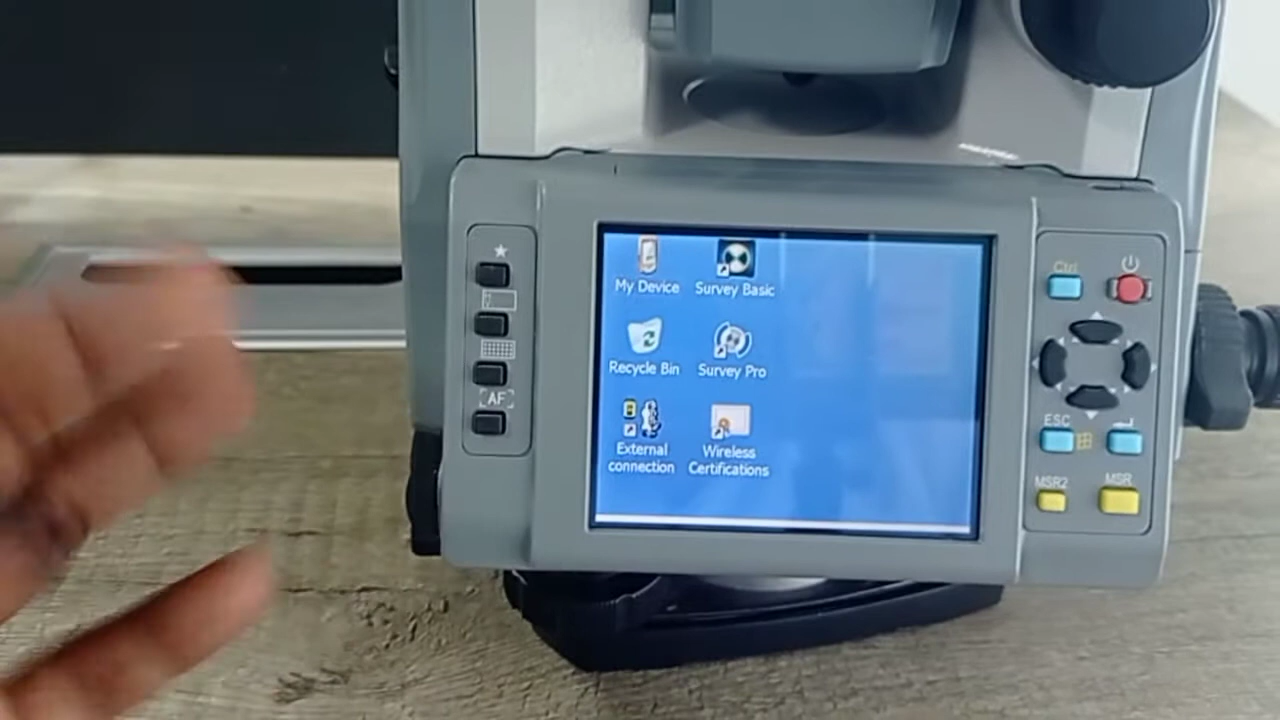 My Device
Survey Basic
Recycle Bin
Survey Pro
External
connection
Wireless
Certifications
AF
Ctrl
ESC
MSR2
MSR